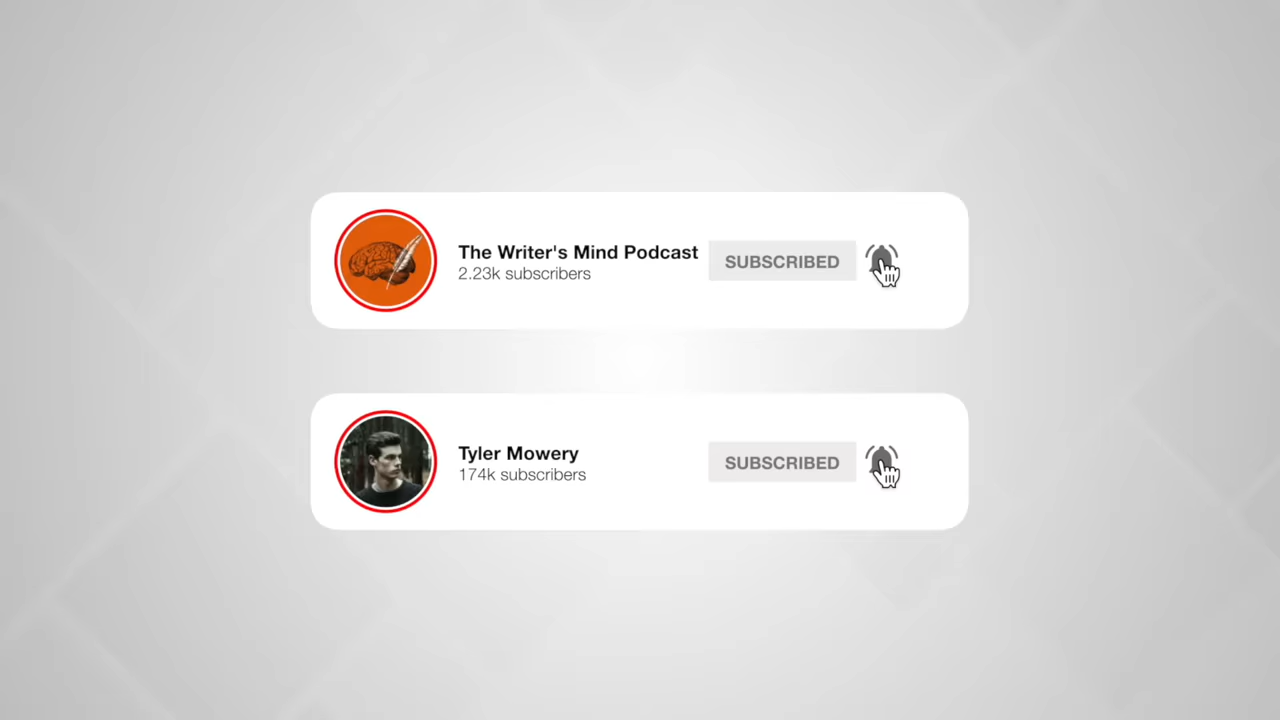 The Writer's Mind Podcast
2.23k subscribers
SUBSCRIBED
Tyler Mowery
174k subscribers
SUBSCRIBED